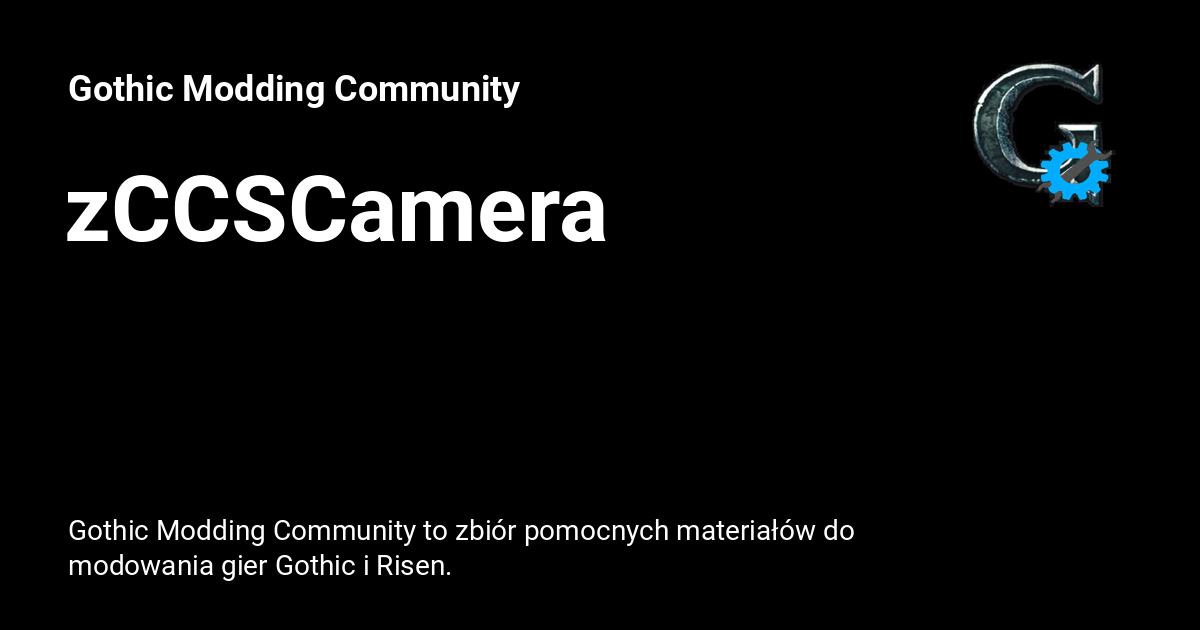 Gothic Modding Community
zCCSCamera
Gothic Modding Community to zbiór pomocnych materiałów do
modowania gier Gothic i Risen.